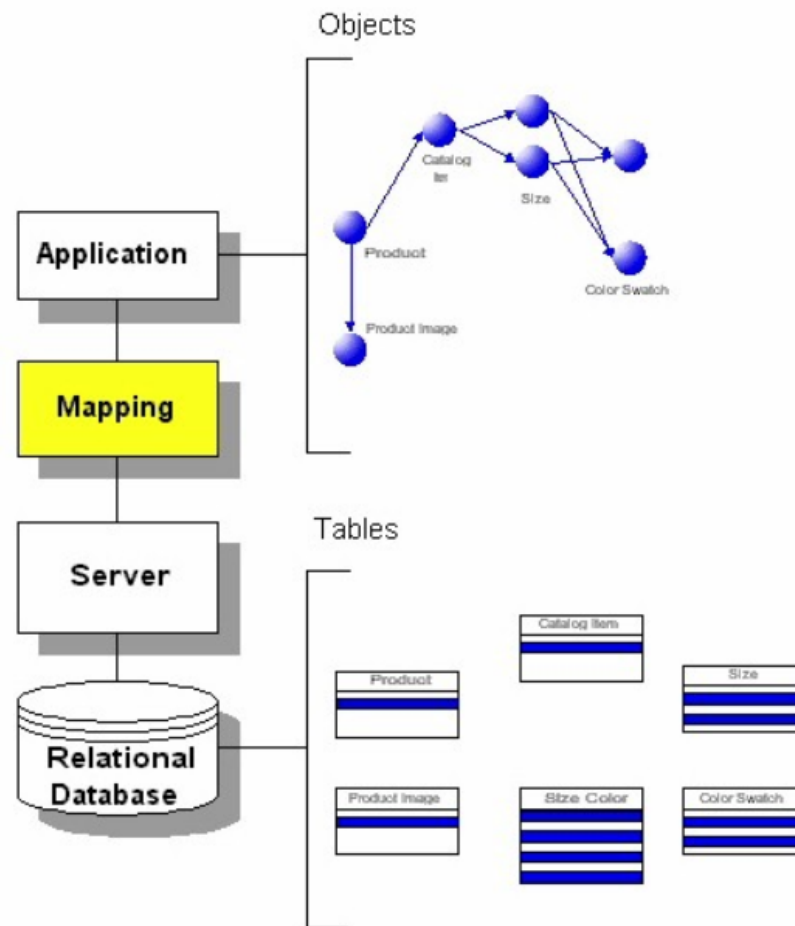 Objects
Catalog
Iter
Size
Product
Color Swatch
Product Image
Application
Mapping
Server
Relational
Database
Tables
Catalog Item
Product
Size
Product Image
Size Color
Color Swatch